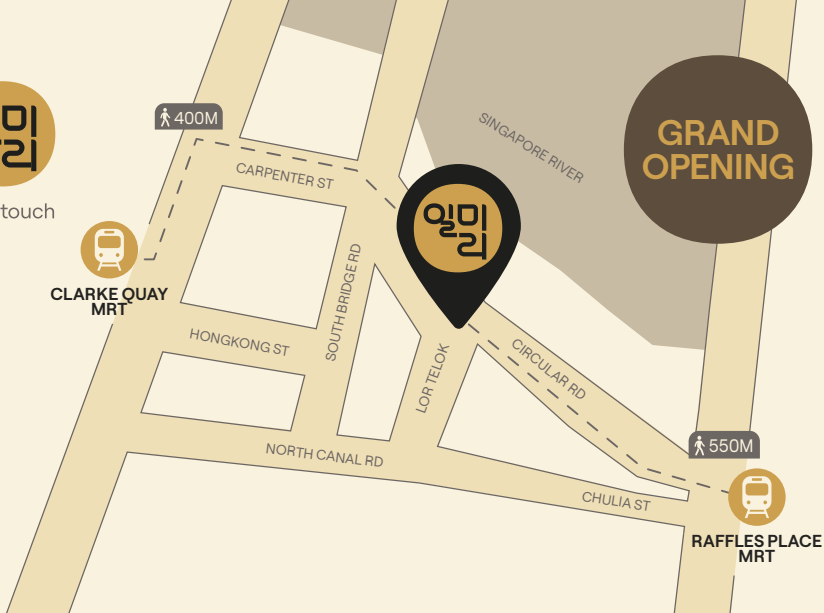 GRAND
OPENING
400M
SINGAPORE RIVER
CARPENTER ST
touch
일미리
CLARKE QUAY
MRT
SOUTH BRIDGE RD
HONGKONG ST
LOR TELOK
CIRCULAR RD
NORTH CANAL RD
550M
CHULIA ST
RAFFLES PLACE
MRT